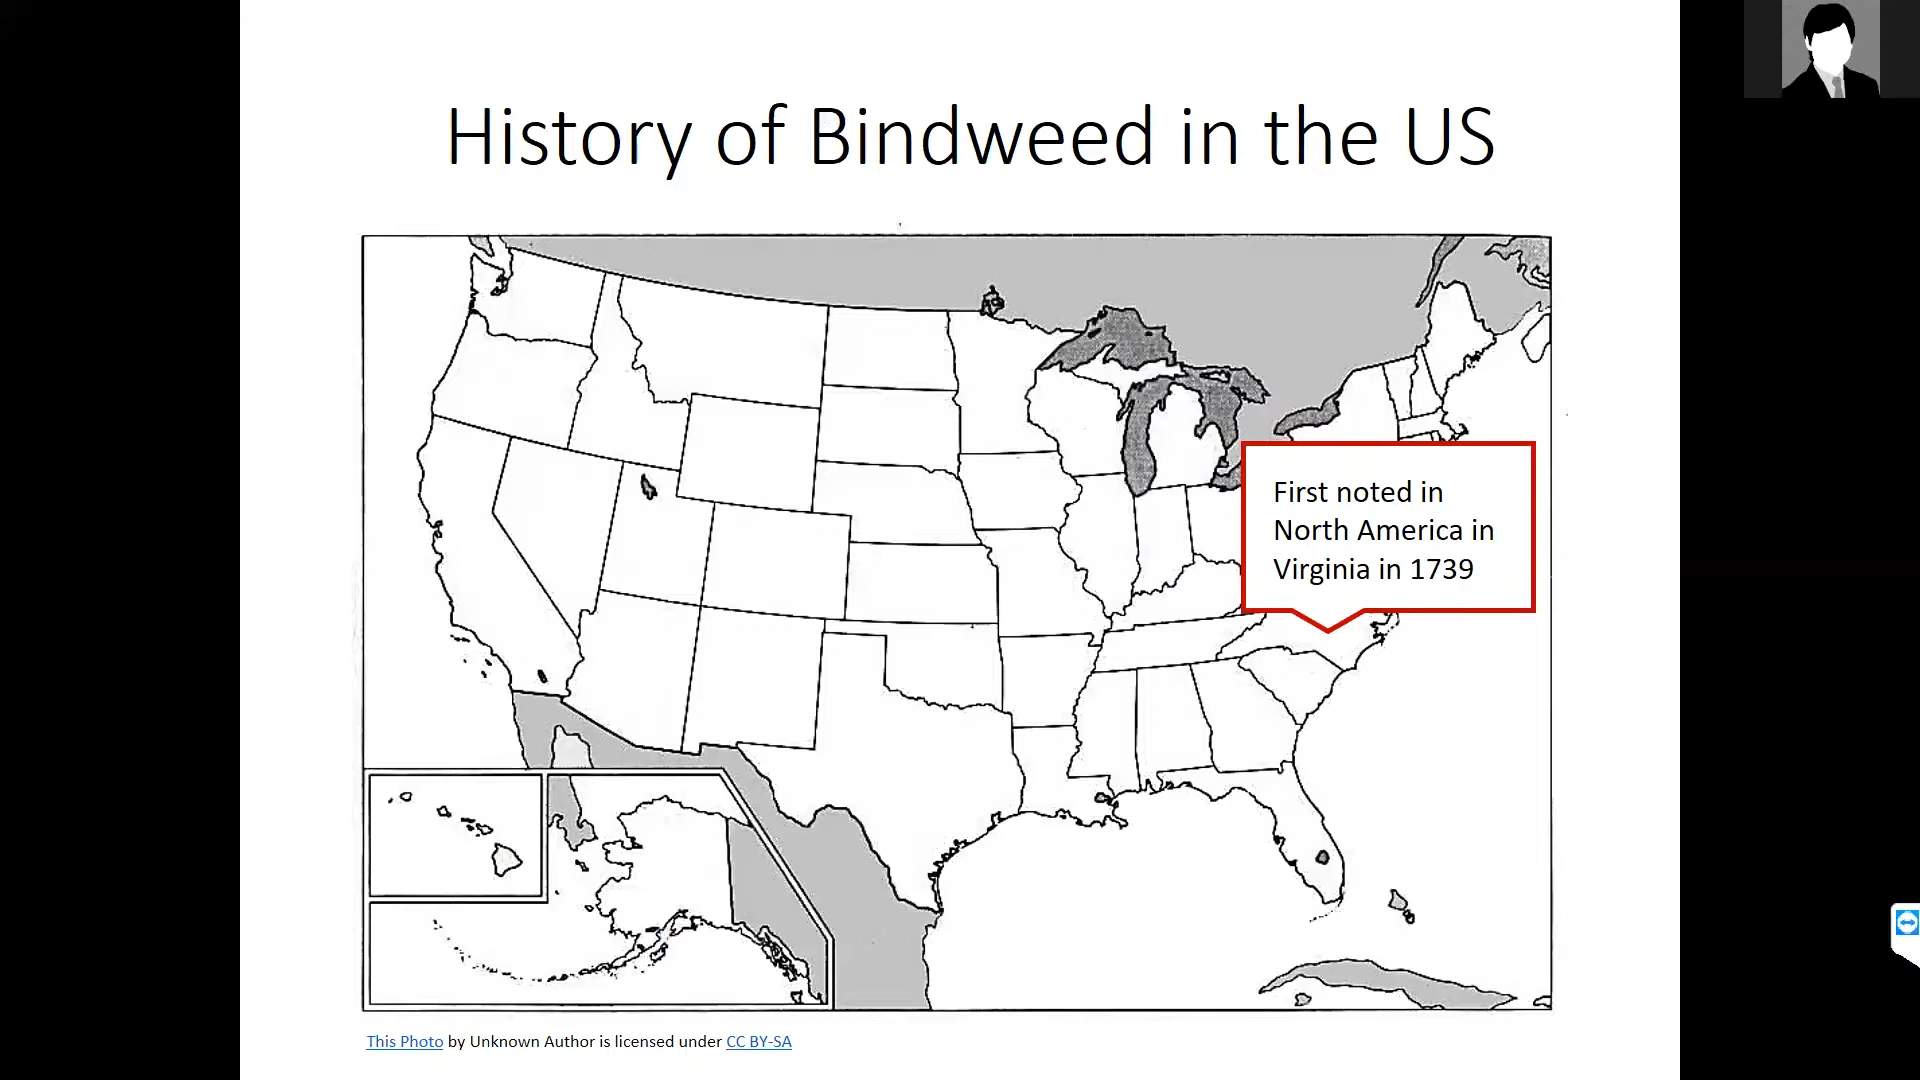 History of Bindweed in the US
First noted in
North America in
Virginia in 1739
This Photo by Unknown Author is licensed under CC BY-SA